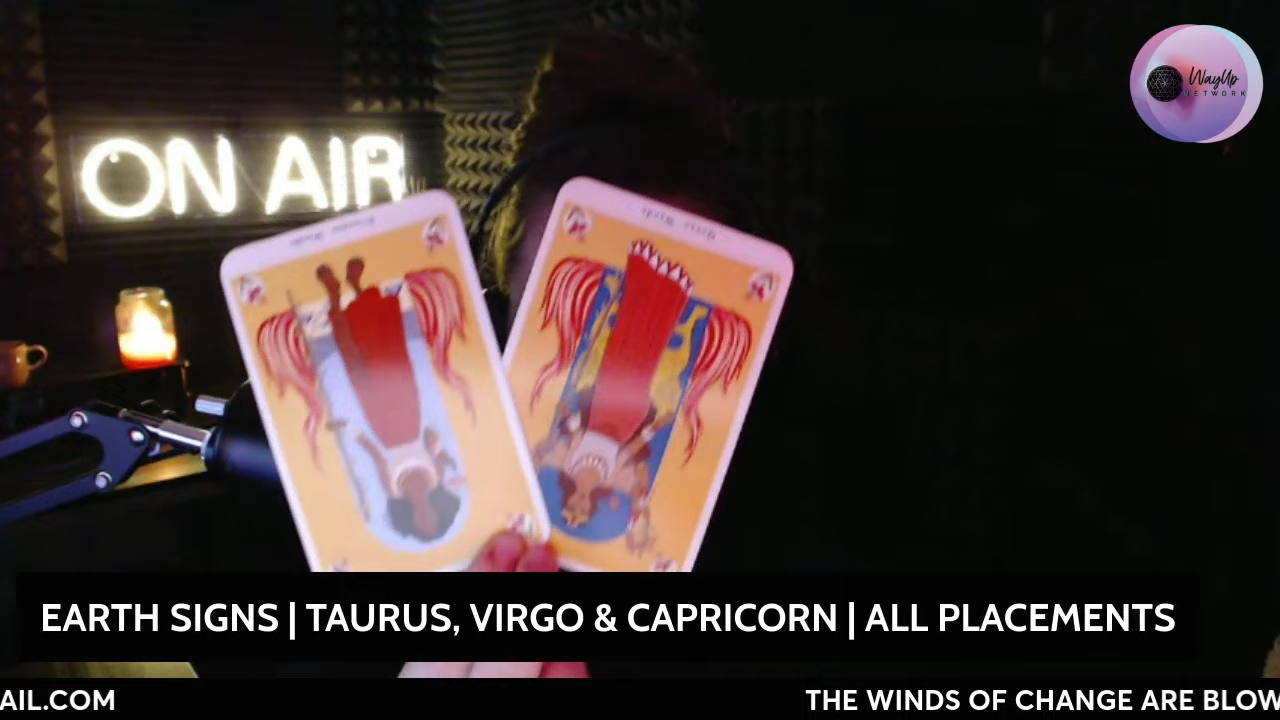 ON AIR
WayUp
NETWORK
EARTH SIGNS | TAURUS, VIRGO & CAPRICORN | ALL PLACEMENTS
AIL.COM
THE WINDS OF CHANGE ARE BLOW